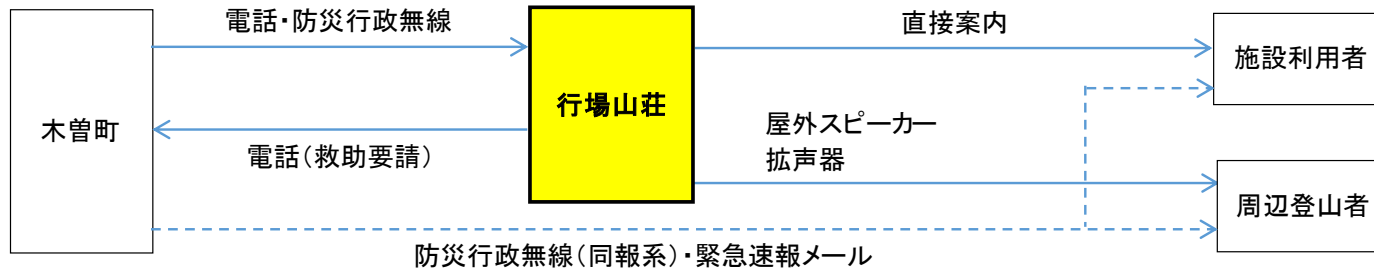 電話・防災行政無線
直接案内
施設利用者
木曽町
行場山荘
屋外スピーカー
拡声器
電話(救助要請)
周辺登山者
防災行政無線(同報系)・緊急速報メール